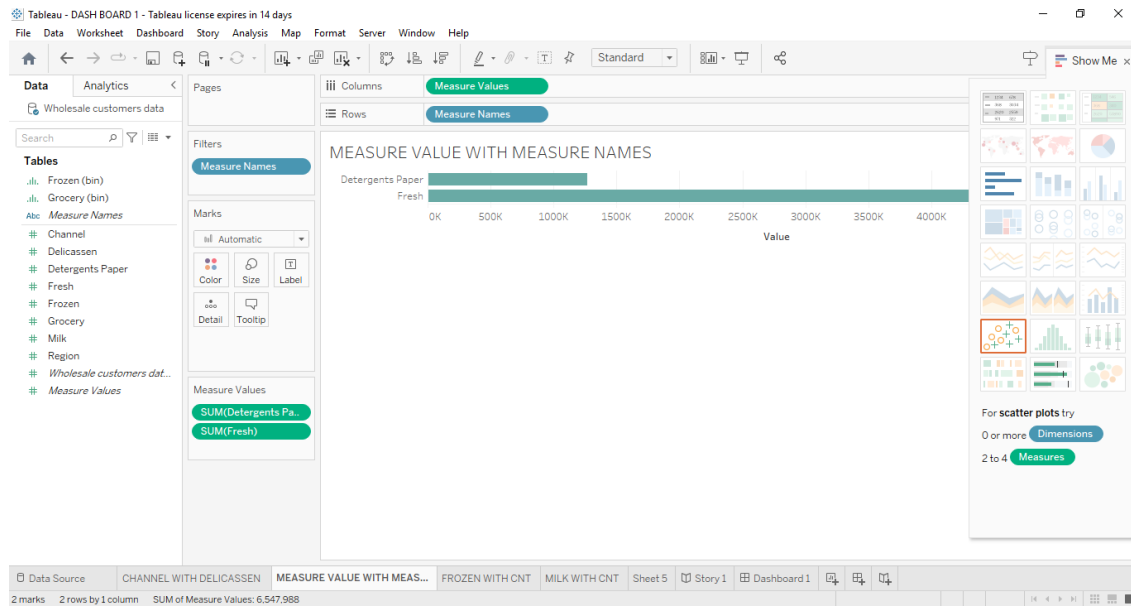 Tableau - DASH BOARD 1 - Tableau license expires in 14 days
File Data Worksheet Dashboard Story Analysis Map Format Server Window Help
Standard
Show Me
Data Analytics
Wholesale customers data
Search
Tables
Frozen (bin)
Grocery (bin)
Abc Measure Names
# Channel
# Delicassen
# Detergents Paper
# Fresh
# Frozen
# Grocery
# Milk
# Region
# Wholesale customers dat...
# Measure Values
Pages
Filters
Measure Names
Marks
Automatic
Color Size Label
Detail Tooltip
Measure Values
SUM(Detergents Pa..
SUM(Fresh)
Columns Measure Values
Rows Measure Names
MEASURE VALUE WITH MEASURE NAMES
Detergents Paper
Fresh
0K 500K 1000K 1500K 2000K 2500K 3000K 3500K 4000K
Value
For scatter plots try
0 or more Dimensions
2 to 4 Measures
Data Source CHANNEL WITH DELICASSEN MEASURE VALUE WITH MEAS... FROZEN WITH CNT MILK WITH CNT Sheet 5 Story 1 Dashboard 1
2 marks 2 rows by 1 column SUM of Measure Values: 6,547,988